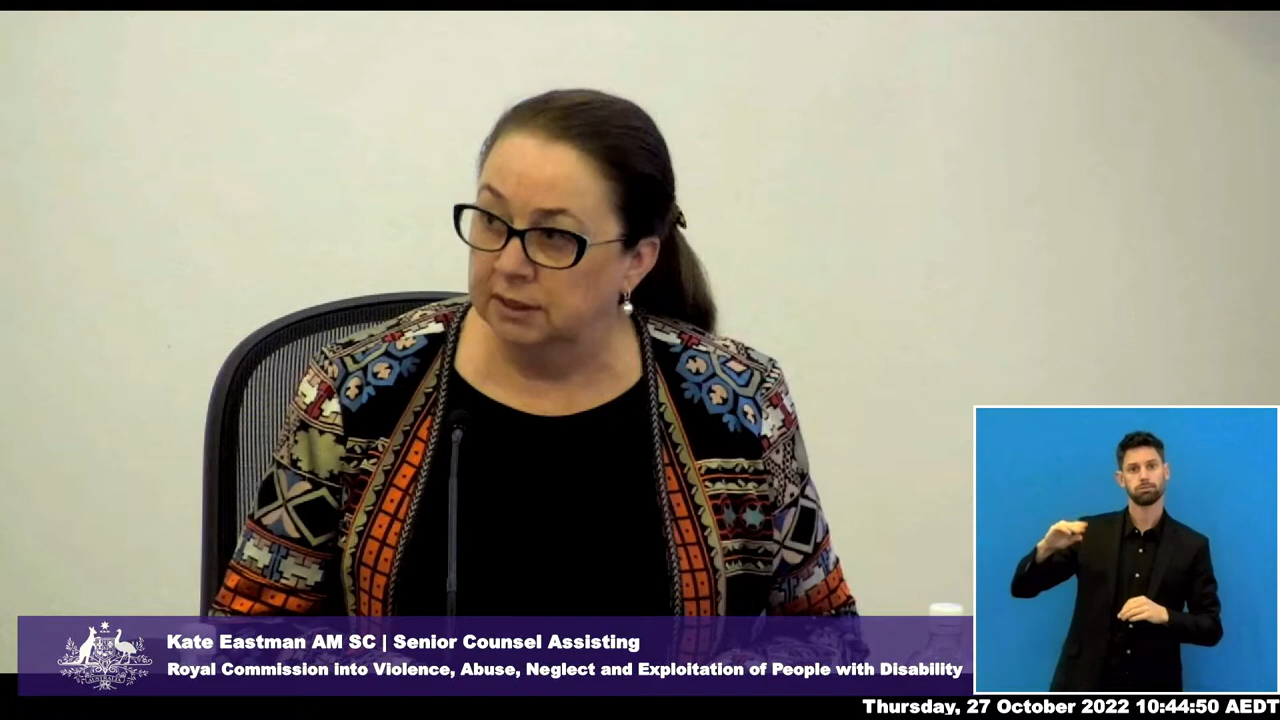 Kate Eastman AM SC | Senior Counsel Assisting
Royal Commission into Violence, Abuse, Neglect and Exploitation of People with Disability
AUSTRALIA
Thursday, 27 October 2022 10:44:50 AEDT